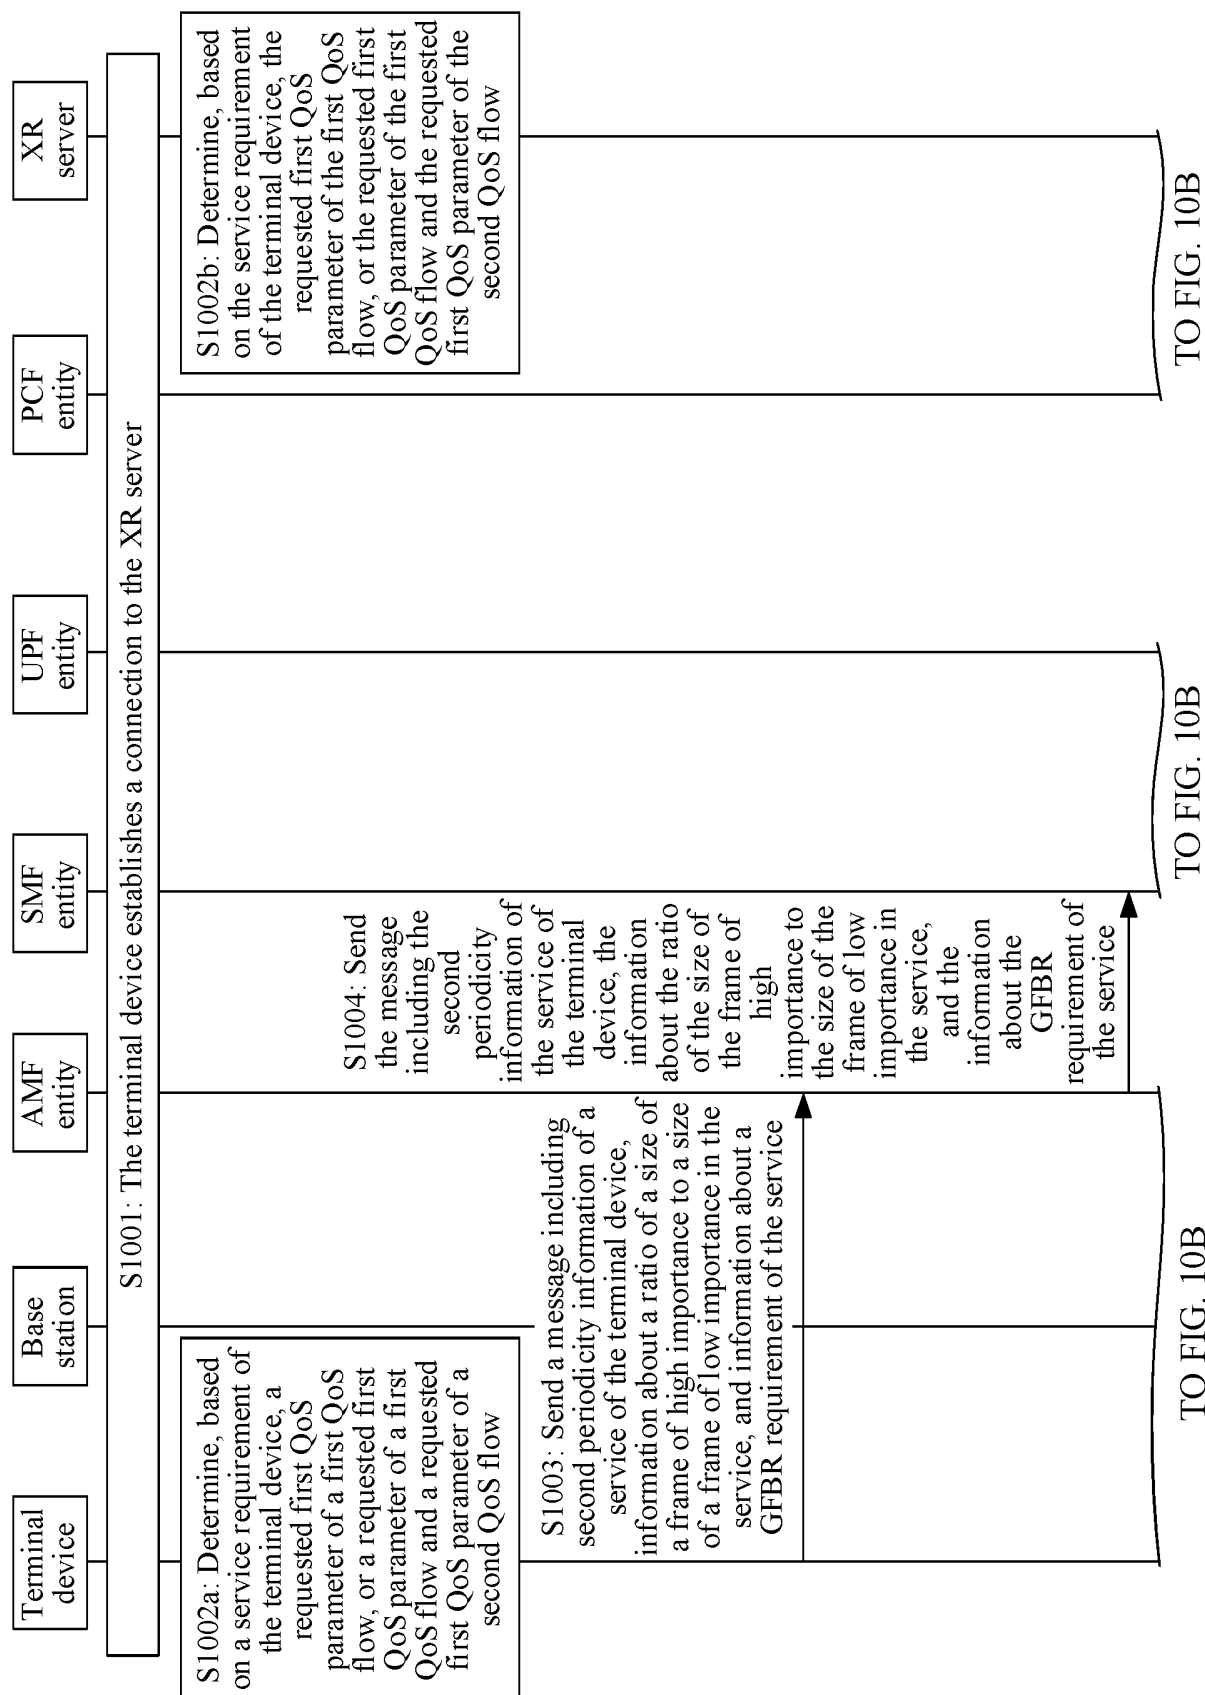 Terminal
device
Base
station
AMF
entity
SMF
entity
UPF
entity
PCF
entity
XR
server
S1001: The terminal device establishes a connection to the XR server
S1002a: Determine, based
on a service requirement of
the terminal device, a
requested first QoS
parameter of a first QoS
flow, or a requested first
QoS parameter of a first
QoS flow and a requested
first QoS parameter of a
second QoS flow
S1002b: Determine, based
on the service requirement
of the terminal device, the
requested first QoS
parameter of the first QoS
flow, or the requested first
QoS parameter of the first
QoS flow and the requested
first QoS parameter of the
second QoS flow
S1003: Send a message including
second periodicity information of a
service of the terminal device,
information about a ratio of a size of
a frame of high importance to a size
of a frame of low importance in the
service, and information about a
GFBR requirement of the service
S1004: Send
the message
including the
second
periodicity
information of
the service of
the terminal
device, the
information
about the ratio
of the size of
the frame of
high
importance to
the size of the
frame of low
importance in
the service,
and the
information
about the
GFBR
requirement of
the service
TO FIG. 10B
TO FIG. 10B
TO FIG. 10B